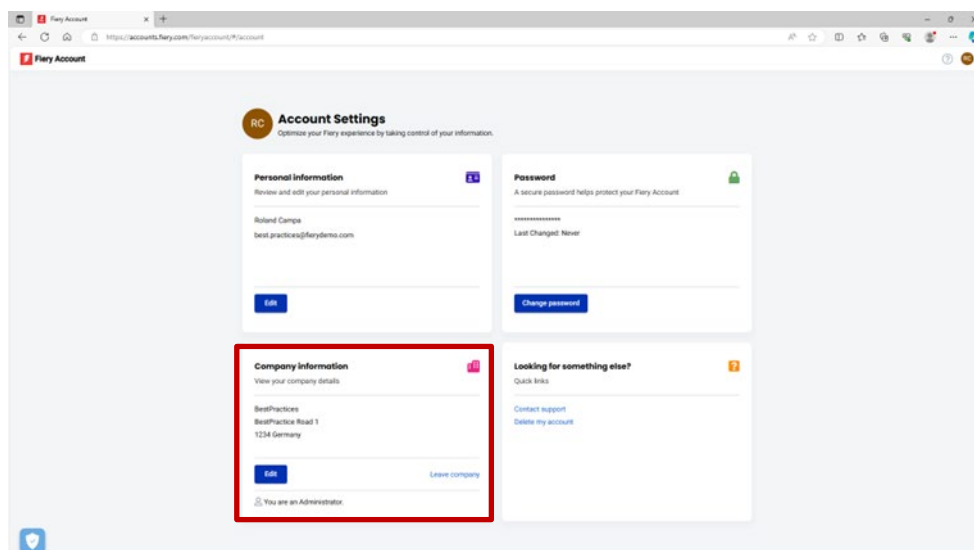 Fiery Account
https://accounts.fiery.com/fieryaccount/#/account
Fiery Account
RC
RC
Account Settings
Optimize your Fiery experience by taking control of your information.
Personal information
Review and edit your personal information
Roland Campa
best.practices@fierydemo.com
Edit
Password
A secure password helps protect your Fiery Account
***************
Last Changed: Never
Change password
Company information
View your company details
BestPractices
BestPractice Road 1
1234 Germany
Edit
Leave company
You are an Administrator.
Looking for something else?
Quick links
Contact support
Delete my account